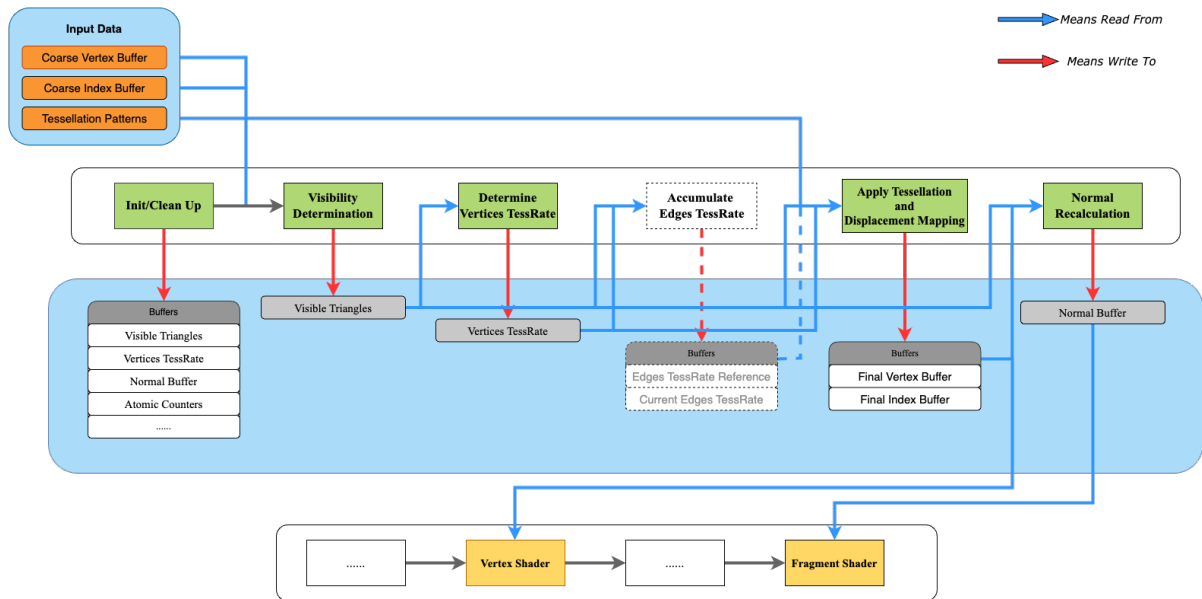 Input Data
Coarse Vertex Buffer
Coarse Index Buffer
Tessellation Patterns
Means Read From
Means Write To
Init/Clean Up
Visibility
Determination
Determine
Vertices TessRate
Accumulate
Edges TessRate
Apply Tessellation
and
Displacement Mapping
Normal
Recalculation
Buffers
Visible Triangles
Vertices TessRate
Normal Buffer
Atomic Counters
......
Visible Triangles
Vertices TessRate
Buffers
Edges TessRate Reference
Current Edges TessRate
Buffers
Final Vertex Buffer
Final Index Buffer
Normal Buffer
......
Vertex Shader
......
Fragment Shader